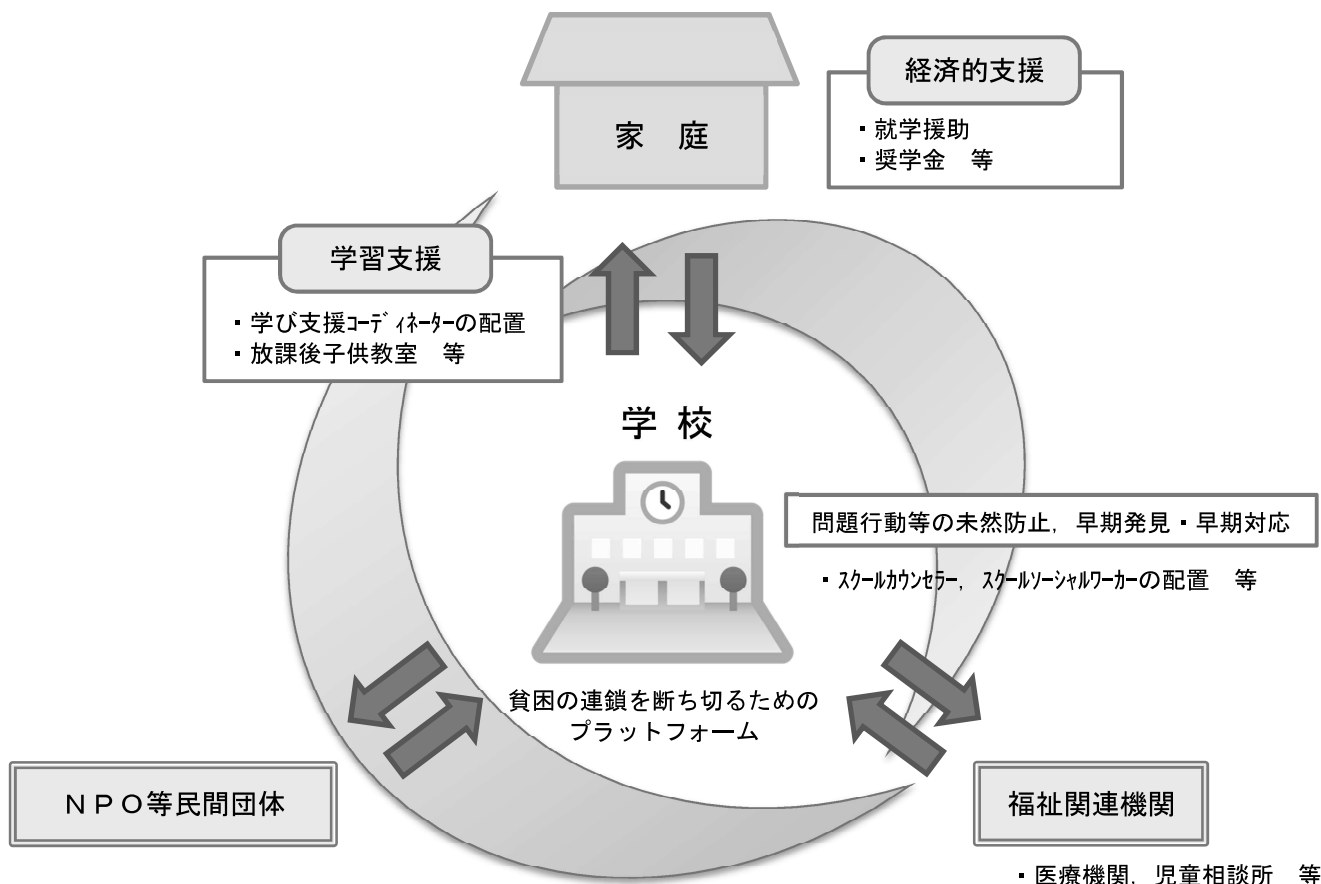 家　庭
経済的支援
・就学援助
・奨学金　等
学習支援
・学び支援ｺｰﾃﾞｨﾈｰﾀｰの配置
・放課後子供教室　等
学 校
問題行動等の未然防止，早期発見・早期対応
・ｽｸｰﾙｶｳﾝｾﾗｰ，ｽｸｰﾙｿｰｼｬﾙﾜｰｶｰの配置　等
貧困の連鎖を断ち切るための
プラットフォーム
ＮＰＯ等民間団体
福祉関連機関
・医療機関，児童相談所　等